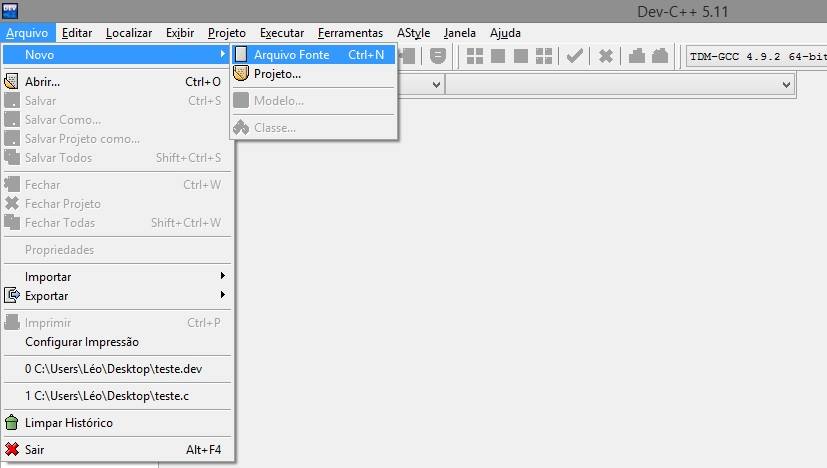 DEV
Dev-C++ 5.11
Arquivo Editar Localizar Exibir Projeto Executar Ferramentas AStyle Janela Ajuda
Novo
Arquivo Fonte Ctrl+N
TDM-GCC 4.9.2 64-bit
Projeto...
Abrir... Ctrl+O
Salvar Ctrl+S
Modelo...
Salvar Como...
Classe...
Salvar Projeto como...
Salvar Todos Shift+Ctrl+S
Fechar Ctrl+W
Fechar Projeto
Fechar Todas Shift+Ctrl+W
Propriedades
Importar
Exportar
Imprimir Ctrl+P
Configurar Impressão
0 C:\Users\Léo\Desktop\teste.dev
1 C:\Users\Léo\Desktop\teste.c
Limpar Histórico
Sair Alt+F4